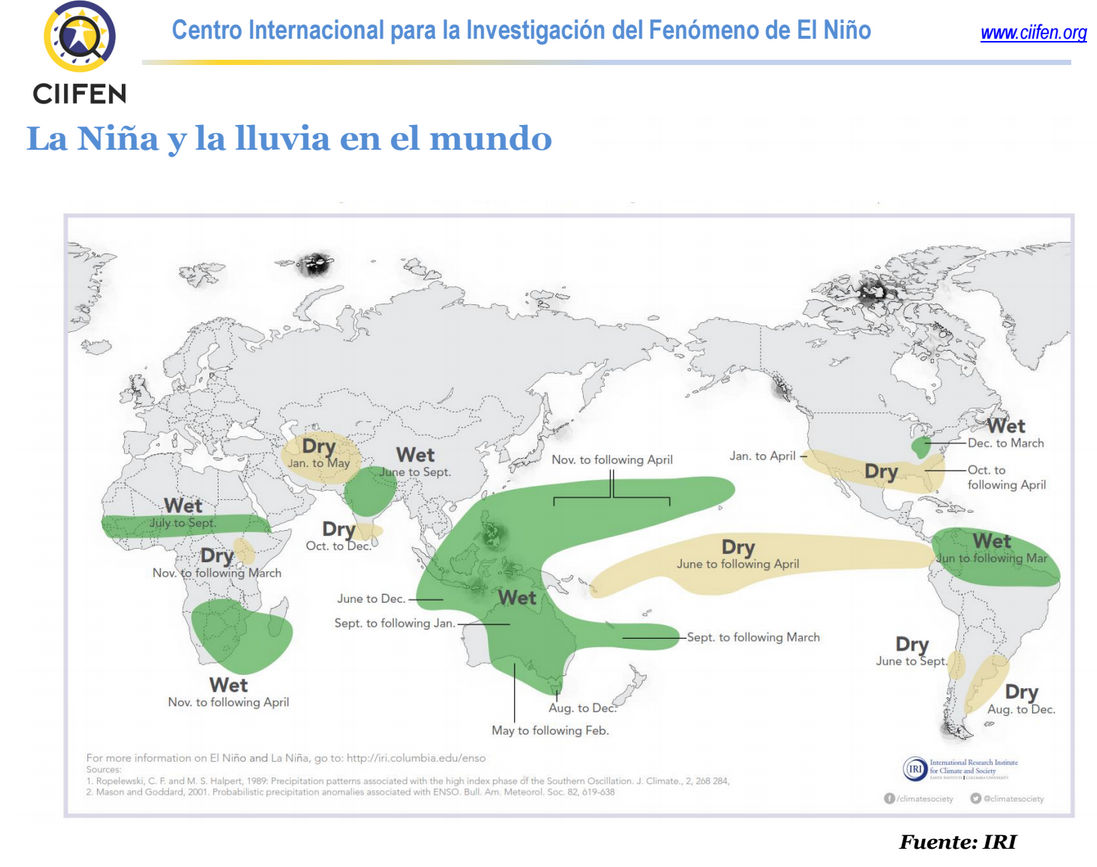 Centro Internacional para la Investigación del Fenómeno de El Niño
www.ciifen.org
CIIFEN
La Niña y la lluvia en el mundo
Dry
Jan. to May
Wet
June to Sept.
Wet
July to Sept.
Dry
Oct. to Dec.
Dry
Nov. to following March
Wet
Nov. to following April
Nov. to following April
June to Dec.
Wet
Sept. to following Jan.
Sept. to following March
Aug. to Dec.
May to following Feb.
Dry
June to following April
Wet
Dec. to March
Jan. to April
Dry
Oct. to
following April
Wet
Jun to following Mar
Dry
June to Sept.
Dry
Aug. to Dec.
For more information on El Niño and La Niña, go to: http://iri.columbia.edu/enso
Sources:
1. Ropelewski, C. F. and M. S. Halpert, 1989: Precipitation patterns associated with the high index phase of the Southern Oscillation. J. Climate., 2, 268 284,
2. Mason and Goddard, 2001. Probabilistic precipitation anomalies associated with ENSO. Bull. Am. Meteorol. Soc. 82, 619-638
IRI
International Research Institute
for Climate and Society
/climatesociety
@climatesociety
Fuente: IRI